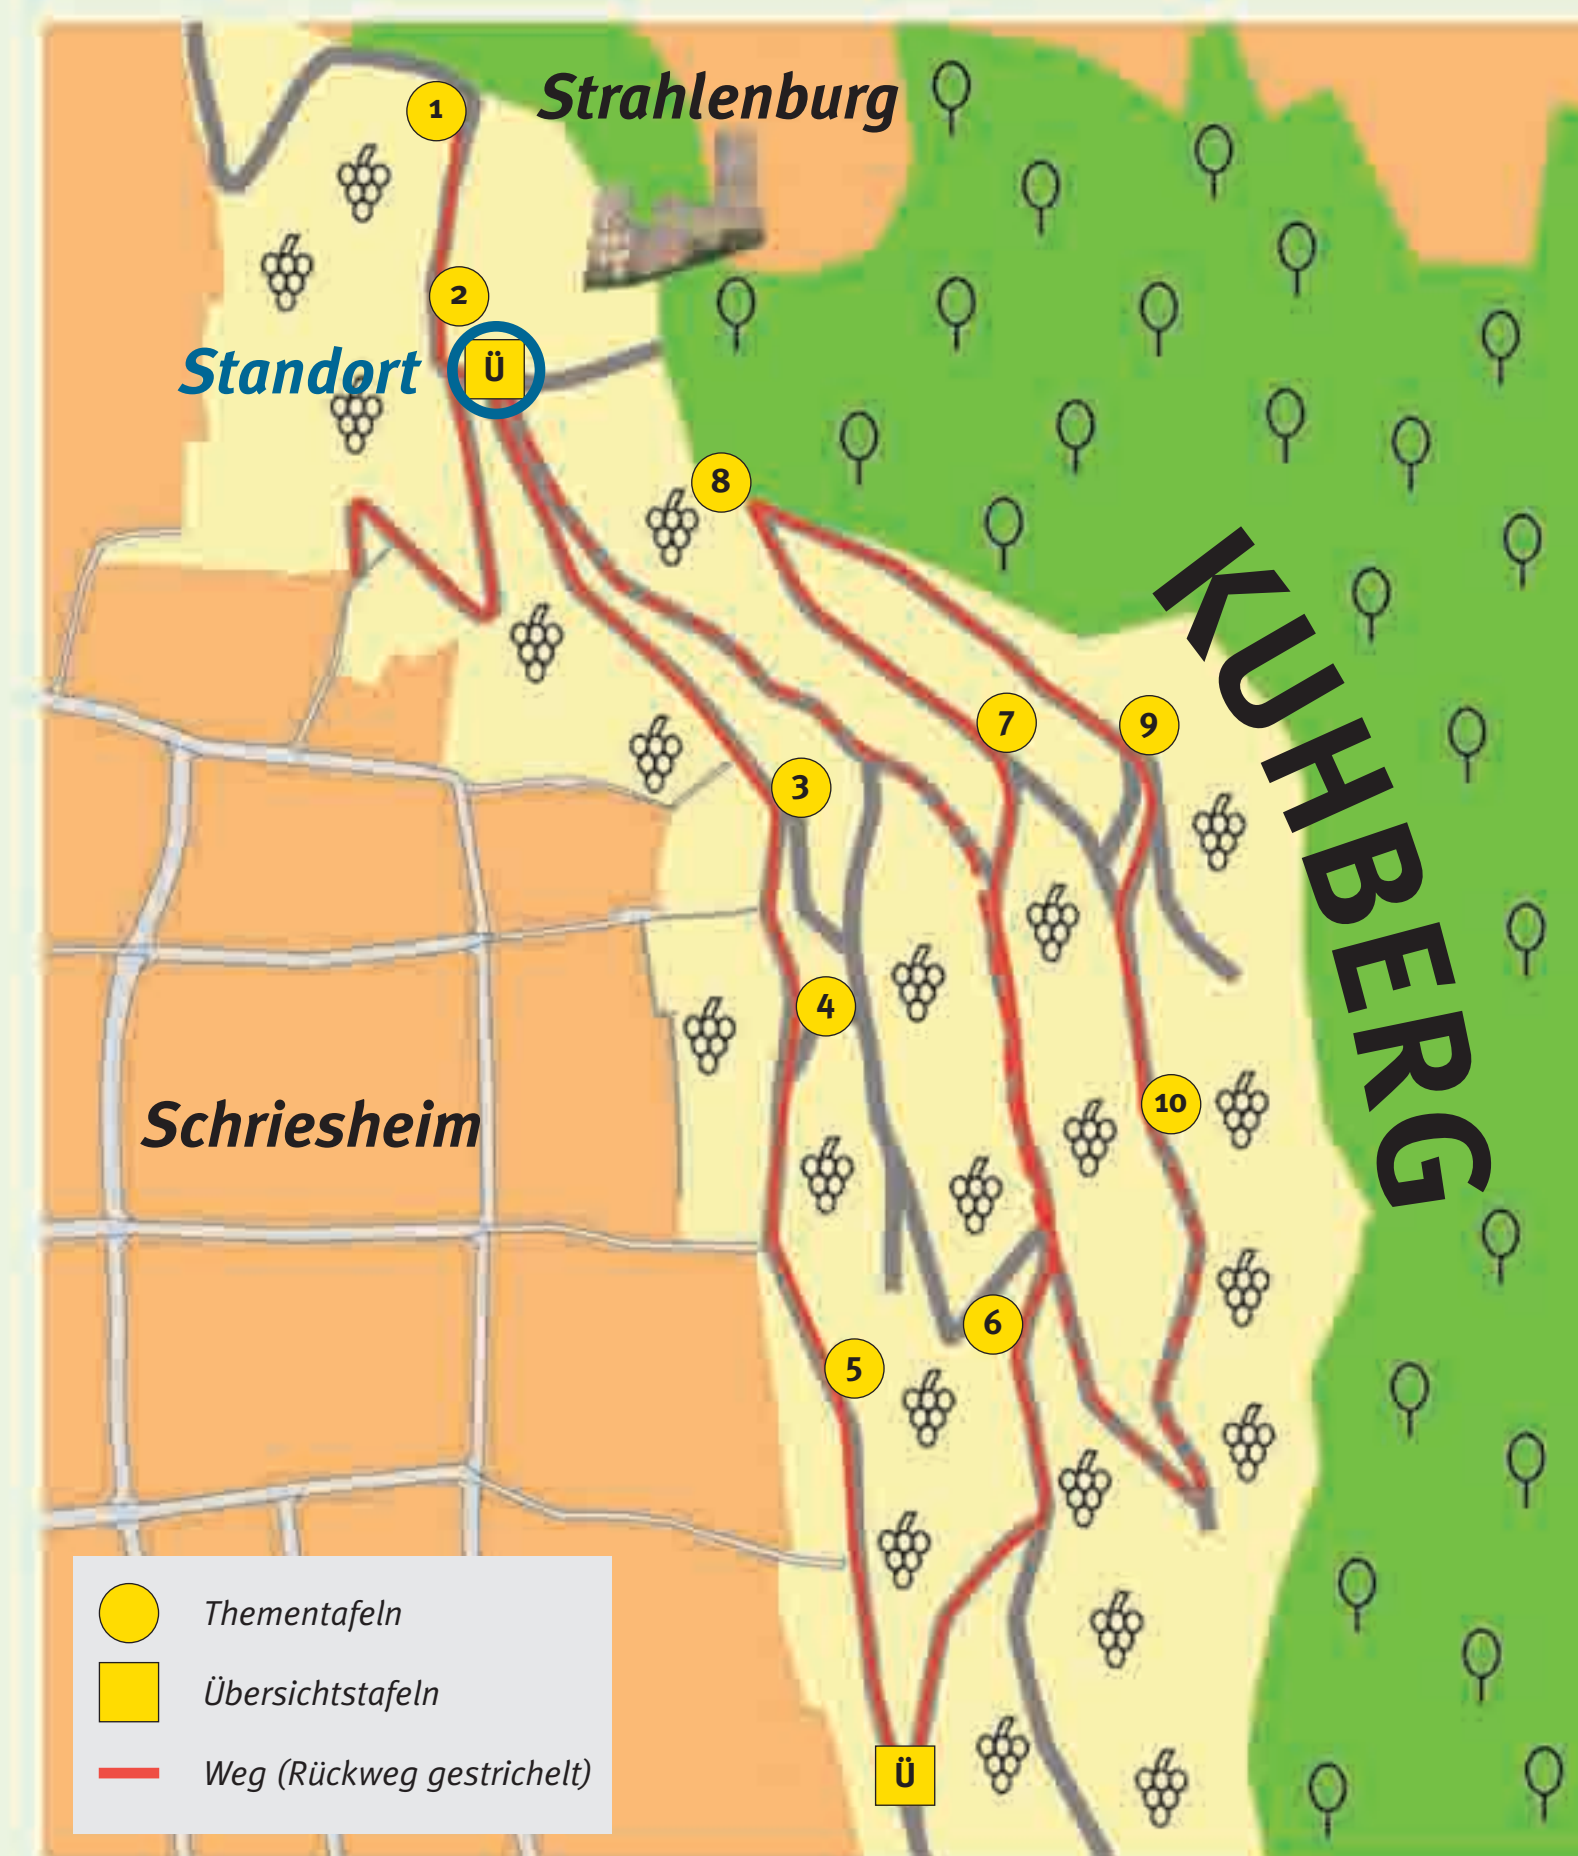 Strahlenburg
1
2
Standort
Ü
8
KUHBERG
7
9
3
4
10
Schriesheim
6
5
Thementafeln
Übersichtstafeln
Weg (Rückweg gestrichelt)
Ü